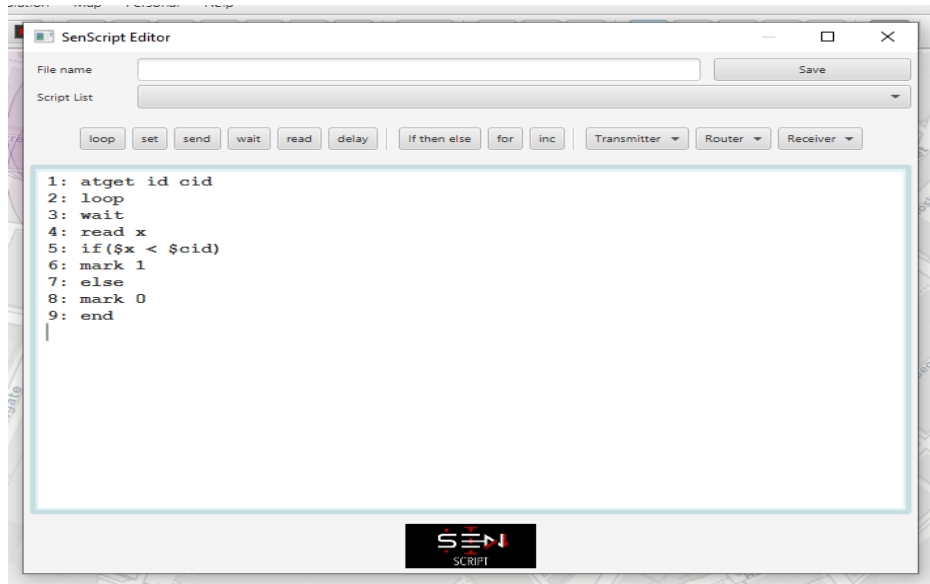 SenScript Editor
File name
Save
Script List
loop set send wait read delay If then else for inc Transmitter Router Receiver
1: atget id cid
2: loop
3: wait
4: read x
5: if($x < $cid)
6: mark 1
7: else
8: mark 0
9: end
SEN
SCRIPT